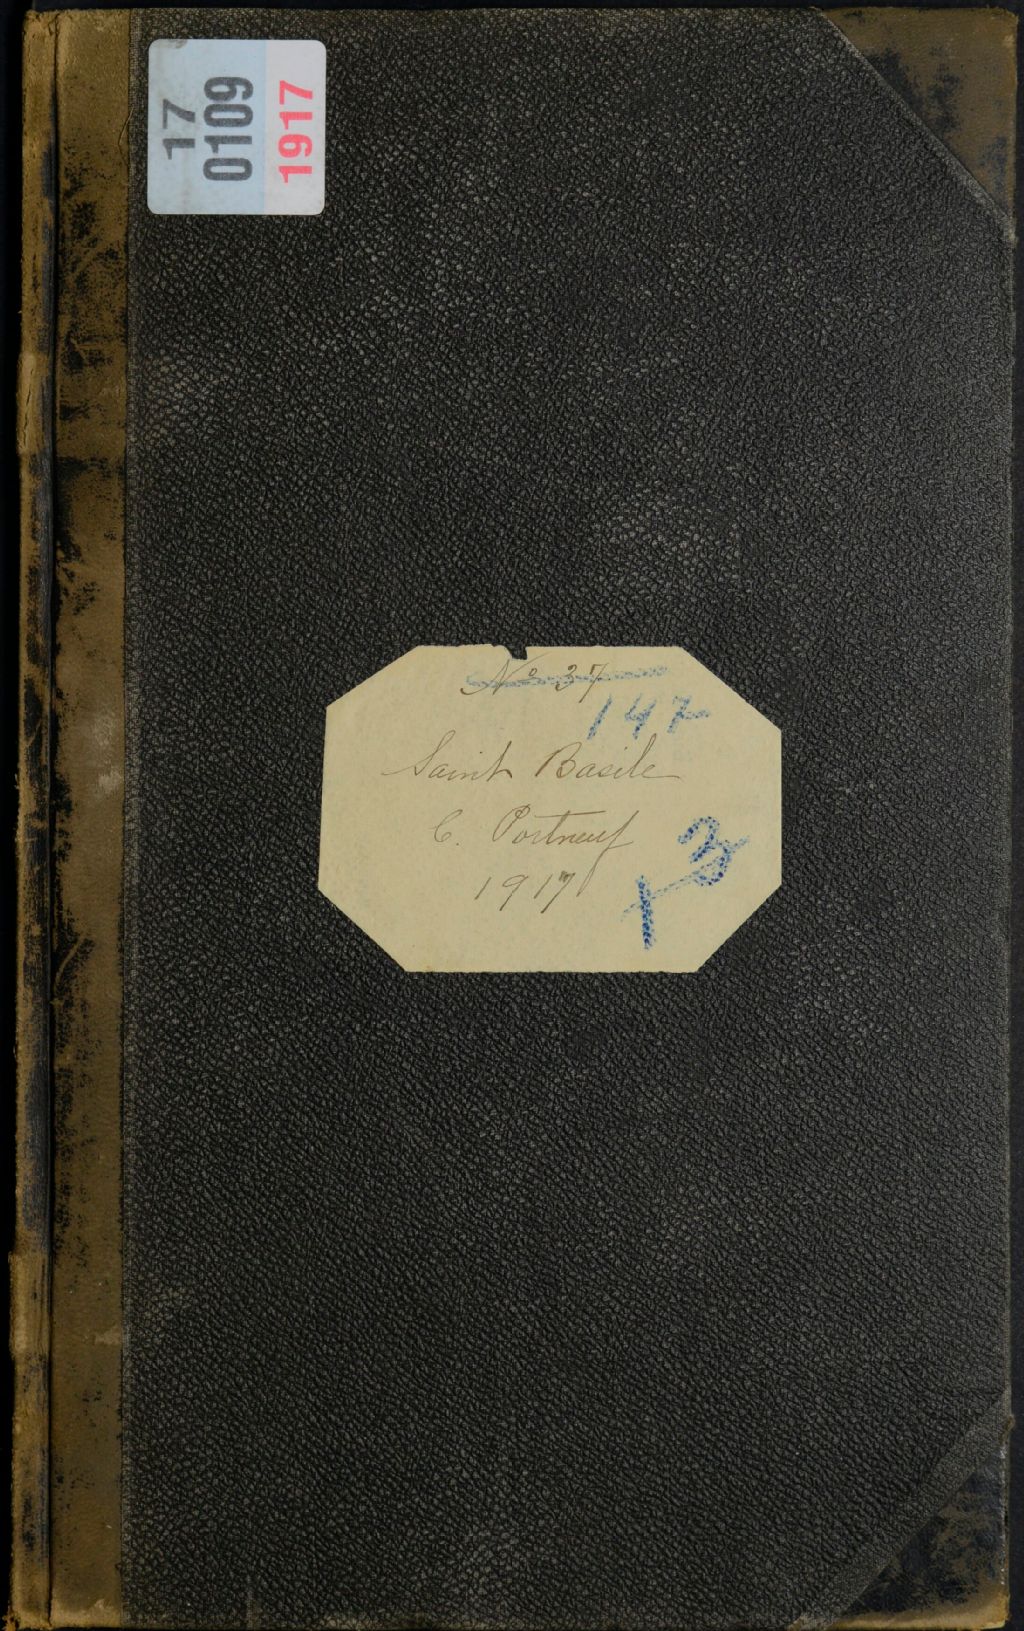 17
0109
1917
No 37
147
Saint Basile
C. Portneuf
1917